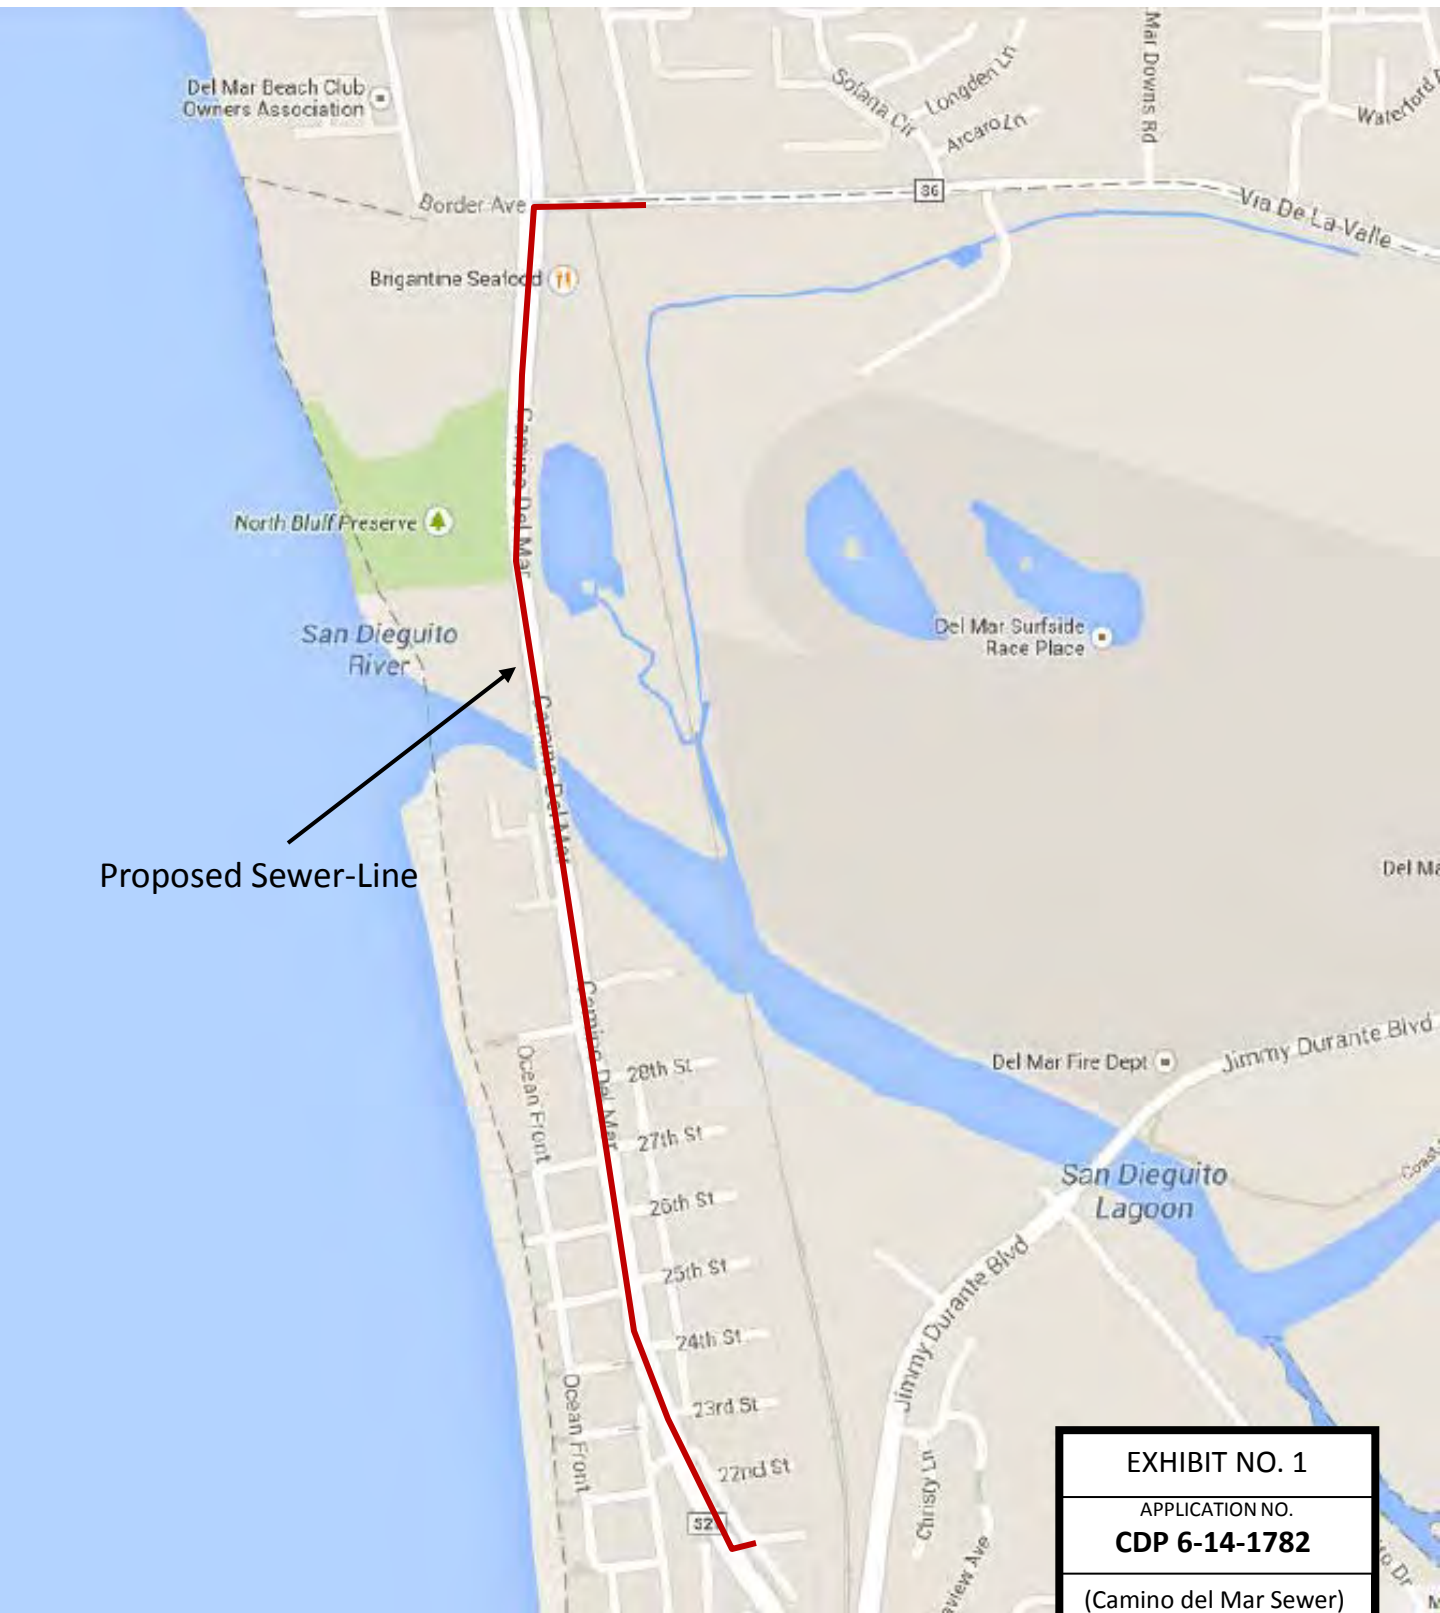 Mar Downs Rd
Solana Cir
Longden Ln
Arcaro Ln
Del Mar Beach Club
Owners Association
Border Ave
S6
Via De La Valle
Brigantine Seafood
Camino Del Mar
North Bluff Preserve
San Dieguito
River
Del Mar Surfside
Race Place
Camino Del Mar
Proposed Sewer-Line
Del Ma
Camino Del Mar
Ocean Front
28th St
27th St
26th St
25th St
24th St
23rd St
22nd St
Del Mar Fire Dept
Jimmy Durante Blvd
San Dieguito
Lagoon
Jimmy Durante Blvd
Ocean Front
Christy Ln
view Ave
EXHIBIT NO. 1
APPLICATION NO.
CDP 6-14-1782
(Camino del Mar Sewer)
Dr